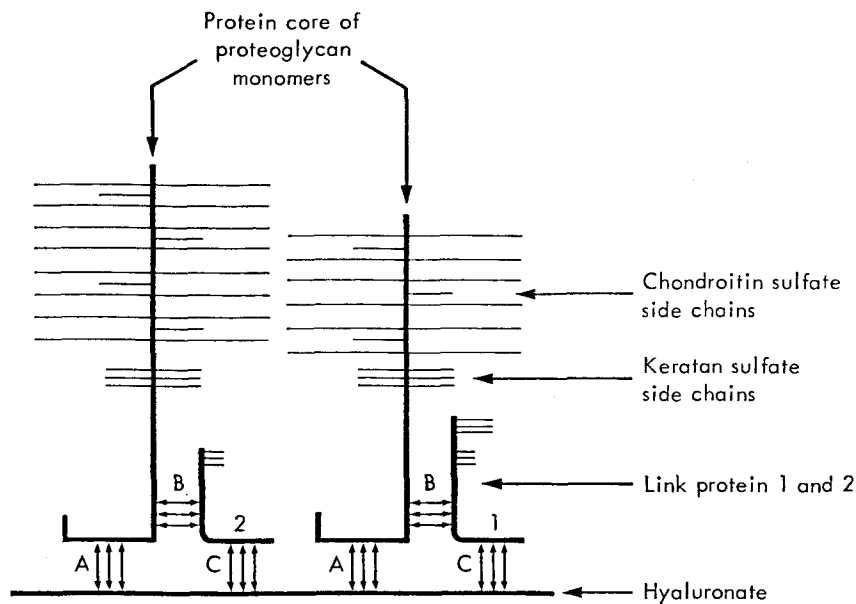 Protein core of
proteoglycan
monomers
Chondroitin sulfate
side chains
Keratan sulfate
side chains
B
B
Link protein 1 and 2
2
1
A
C
A
C
Hyaluronate